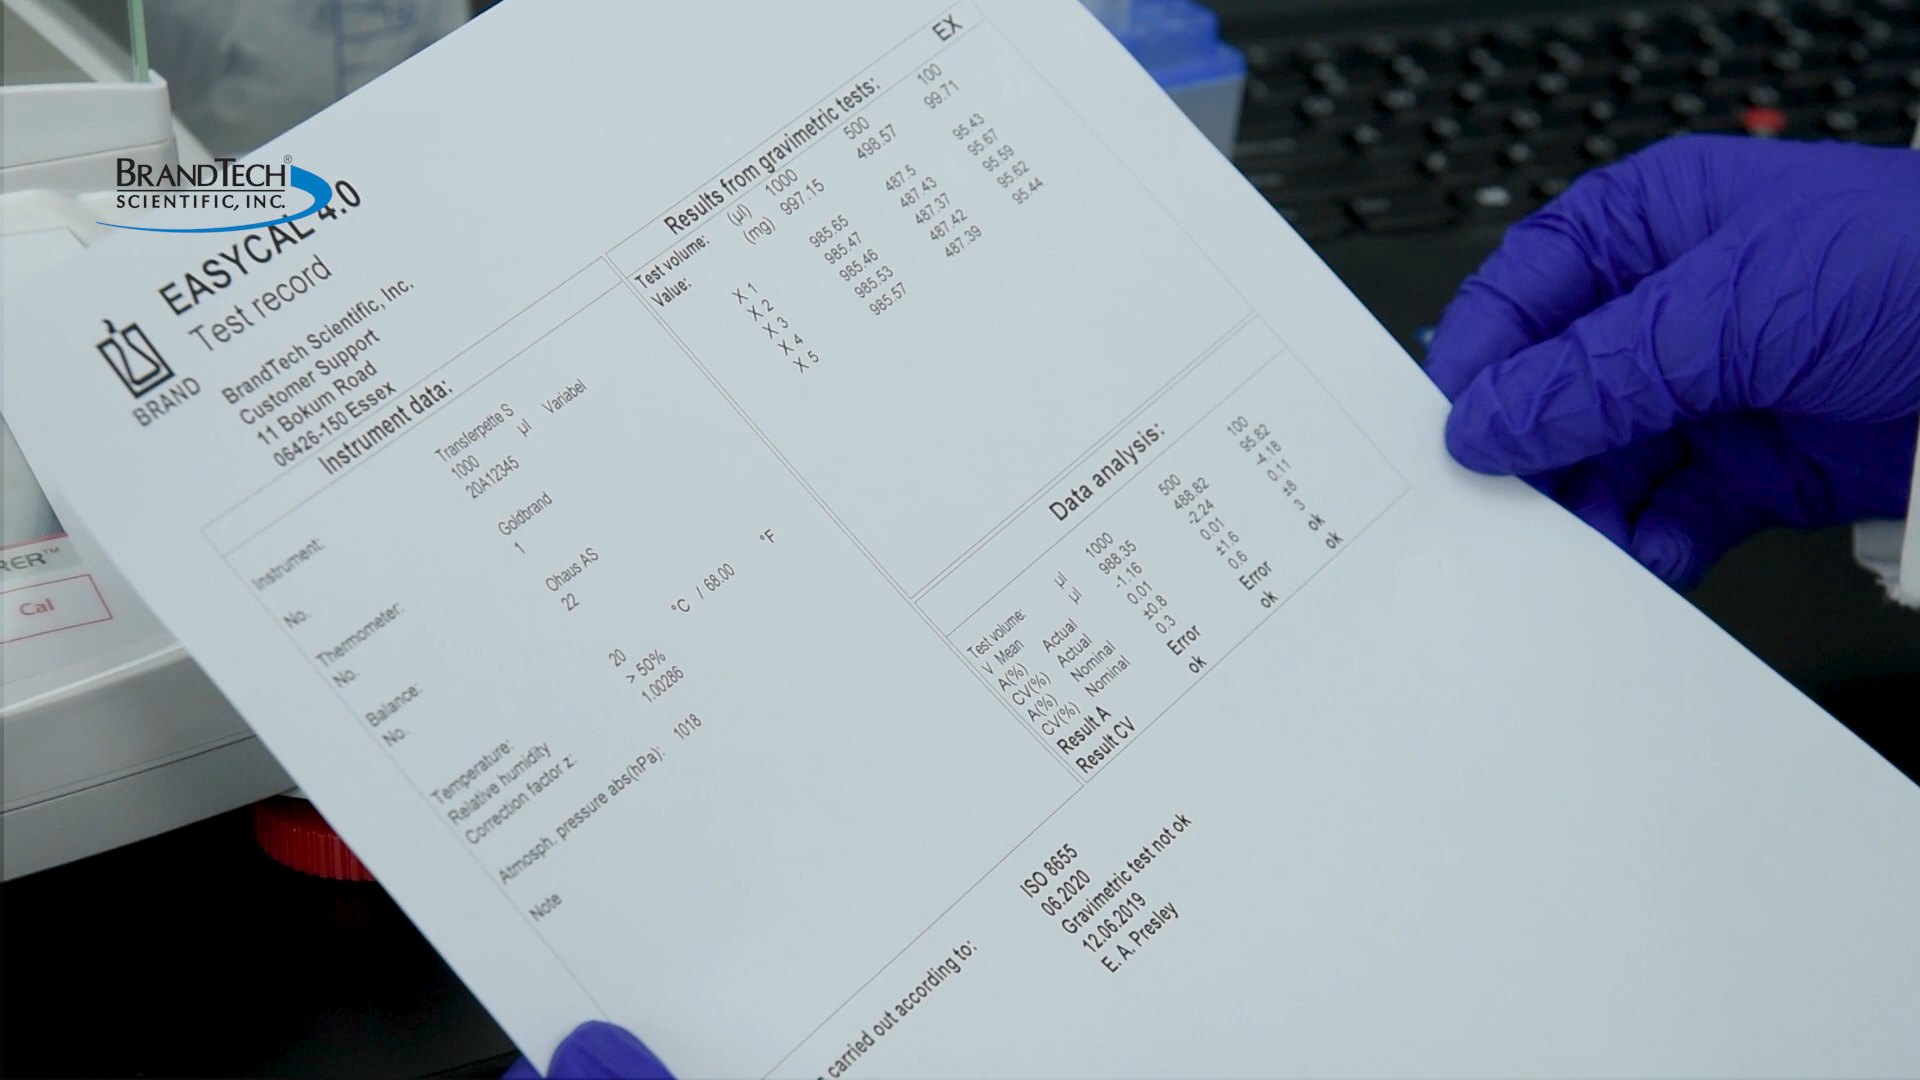 BRANDTECH®
SCIENTIFIC, INC.
EASYCAL 4.0
Test record
BRAND
BrandTech Scientific, Inc.
Customer Support
11 Bokum Road
06426-150 Essex
Instrument data:
Instrument: Transferpette S
1000 µl Variabel
No. 20A12345
Thermometer: Goldbrand
No. 1
Balance: Ohaus AS
No. 22
Temperature: 20 °C / 68.00 °F
Relative humidity > 50%
Correction factor z: 1.00286
Atmosph. pressure abs(hPa): 1018
Note
EX
Results from gravimetric tests:
Test volume: (µl) 1000 500 100
Value: (mg) 997.15 498.57 99.71
X 1 985.65 487.5 95.43
X 2 985.47 487.43 95.67
X 3 985.46 487.37 95.59
X 4 985.53 487.42 95.62
X 5 985.57 487.39 95.44
Data analysis:
Test volume: µl 1000 500 100
V Mean µl 988.35 488.82 95.82
A(%) Actual -1.16 -2.24 -4.18
CV(%) Actual 0.01 0.01 0.11
A(%) Nominal ±0.8 ±1.6 ±8
CV(%) Nominal 0.3 0.6 3
Result A Error Error ok
Result CV ok ok ok
carried out according to: ISO 8655
06.2020
Gravimetric test not ok
12.06.2019
E. A. Presley
RER™
Cal